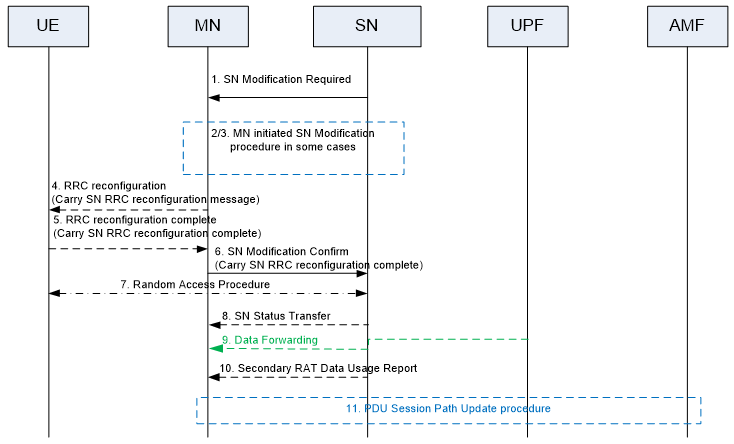 UE MN SN UPF AMF
1. SN Modification Required
2/3. MN initiated SN Modification
procedure in some cases
4. RRC reconfiguration
(Carry SN RRC reconfiguration message)
5. RRC reconfiguration complete
(Carry SN RRC reconfiguration complete)
6. SN Modification Confirm
(Carry SN RRC reconfiguration complete)
7. Random Access Procedure
8. SN Status Transfer
9. Data Forwarding
10. Secondary RAT Data Usage Report
11. PDU Session Path Update procedure